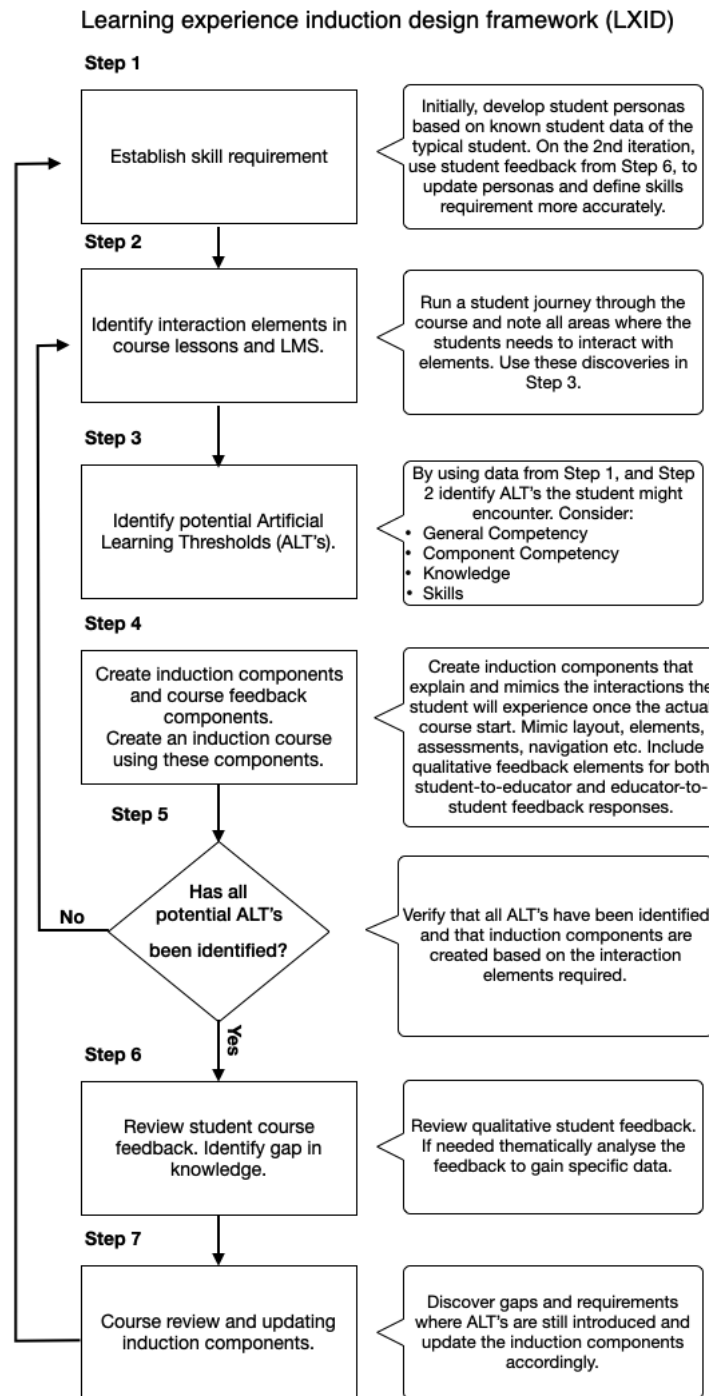 Learning experience induction design framework (LXID)
Step 1
Establish skill requirement
Initially, develop student personas
based on known student data of the
typical student. On the 2nd iteration,
use student feedback from Step 6, to
update personas and define skills
requirement more accurately.
Step 2
Identify interaction elements in
course lessons and LMS.
Run a student journey through the
course and note all areas where the
students needs to interact with
elements. Use these discoveries in
Step 3.
Step 3
Identify potential Artificial
Learning Thresholds (ALT's).
By using data from Step 1, and Step
2 identify ALT's the student might
encounter. Consider:
• General Competency
• Component Competency
• Knowledge
• Skills
Step 4
Create induction components
and course feedback
components.
Create an induction course
using these components.
Create induction components that
explain and mimics the interactions the
student will experience once the actual
course start. Mimic layout, elements,
assessments, navigation etc. Include
qualitative feedback elements for both
student-to-educator and educator-to-
student feedback responses.
Step 5
Has all
potential ALT's
been identified?
No
Yes
Verify that all ALT's have been identified
and that induction components are
created based on the interaction
elements required.
Step 6
Review student course
feedback. Identify gap in
knowledge.
Review qualitative student feedback.
If needed thematically analyse the
feedback to gain specific data.
Step 7
Course review and updating
induction components.
Discover gaps and requirements
where ALT's are still introduced and
update the induction components
accordingly.